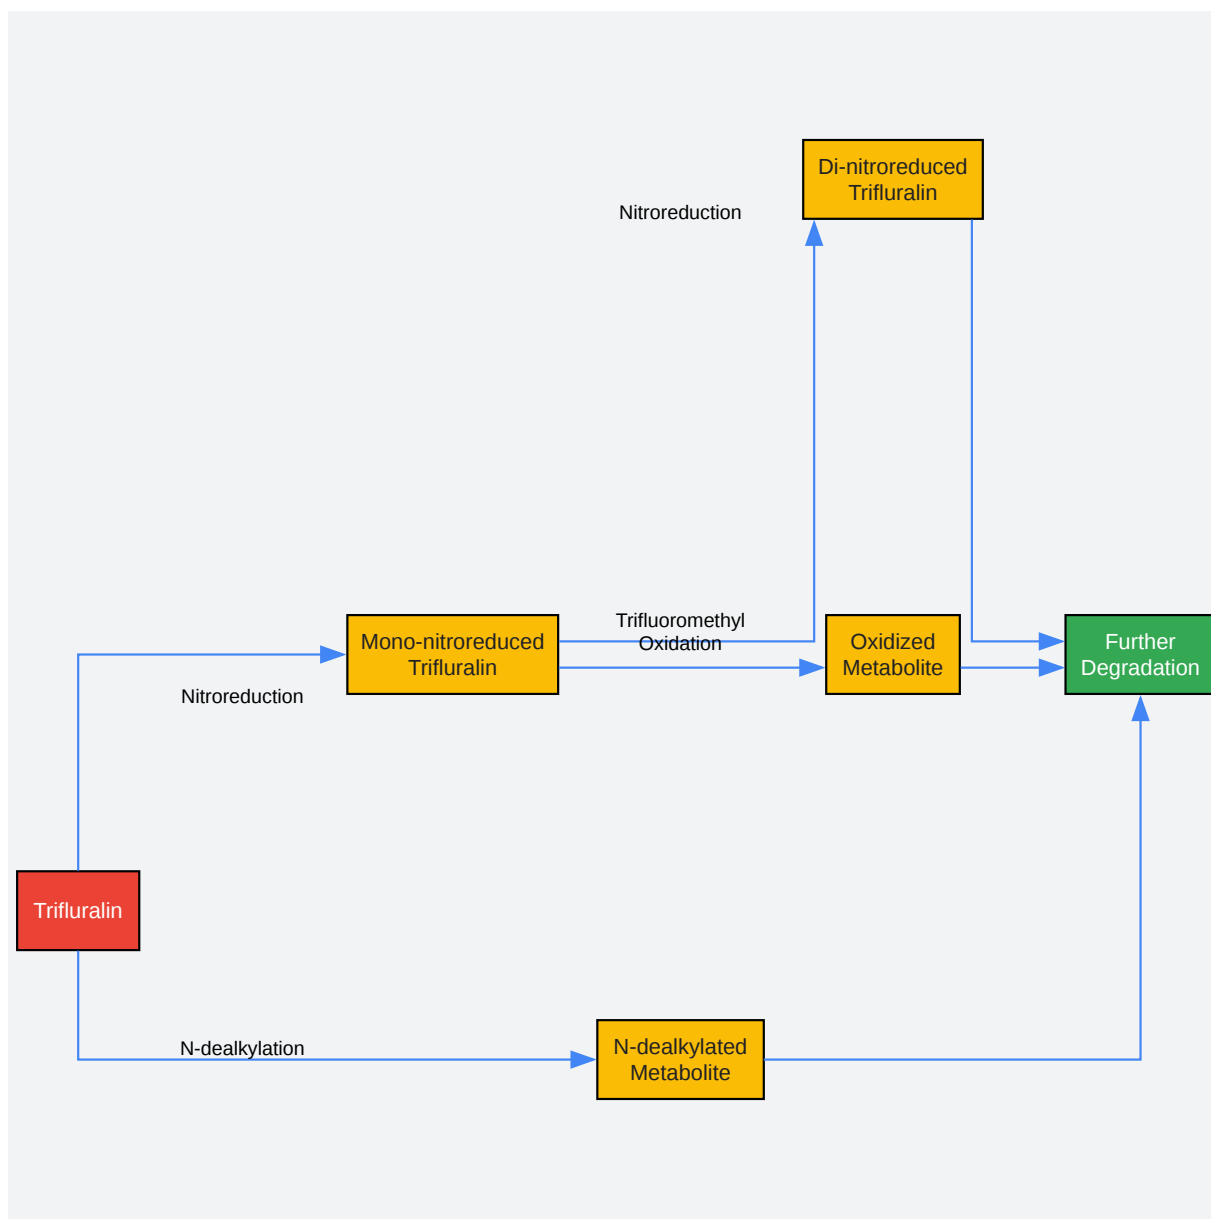 Di-nitroreduced
Trifluralin
Nitroreduction
Trifluoromethyl
Oxidation
Mono-nitroreduced
Trifluralin
Oxidized
Metabolite
Further
Degradation
Nitroreduction
Trifluralin
N-dealkylation
N-dealkylated
Metabolite